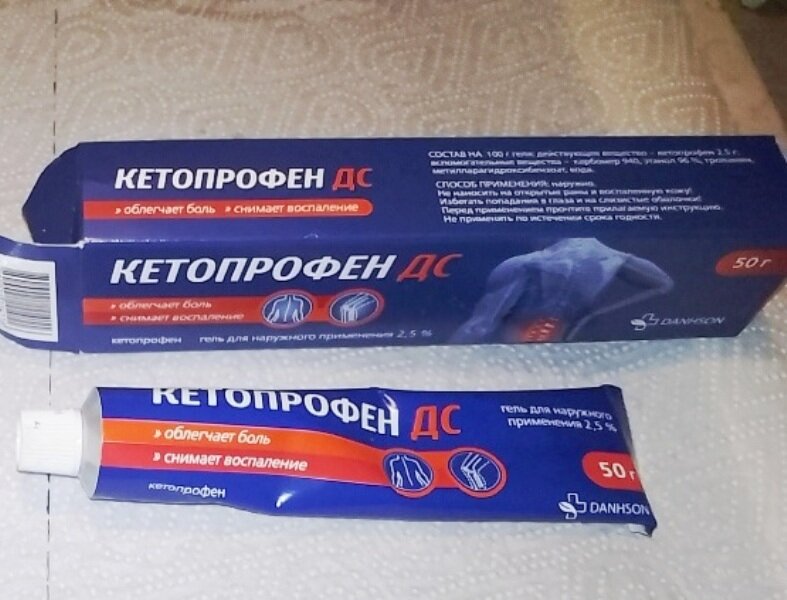 КЕТОПРОФЕН ДС
» облегчает боль » снимает воспаление
СОСТАВ НА 100 г геля: действующее вещество – кетопрофен 2,5 г,
вспомогательные вещества – карбомер 940, этанол 96 %, троламин,
метилпарагидроксибензоат, вода.
СПОСОБ ПРИМЕНЕНИЯ: наружно.
Не наносить на открытые раны и воспаленную кожу!
Избегать попадания в глаза и на слизистые оболочки!
Перед применением прочтите прилагаемую инструкцию.
Не применять по истечении срока годности.
КЕТОПРОФЕН ДС
» облегчает боль
» снимает воспаление
кетопрофен гель для наружного применения 2,5 %
50 г
DANHSON
КЕТОПРОФЕН ДС
» облегчает боль
» снимает воспаление
кетопрофен
гель для наружного
применения 2,5 %
50 г
DANHSON